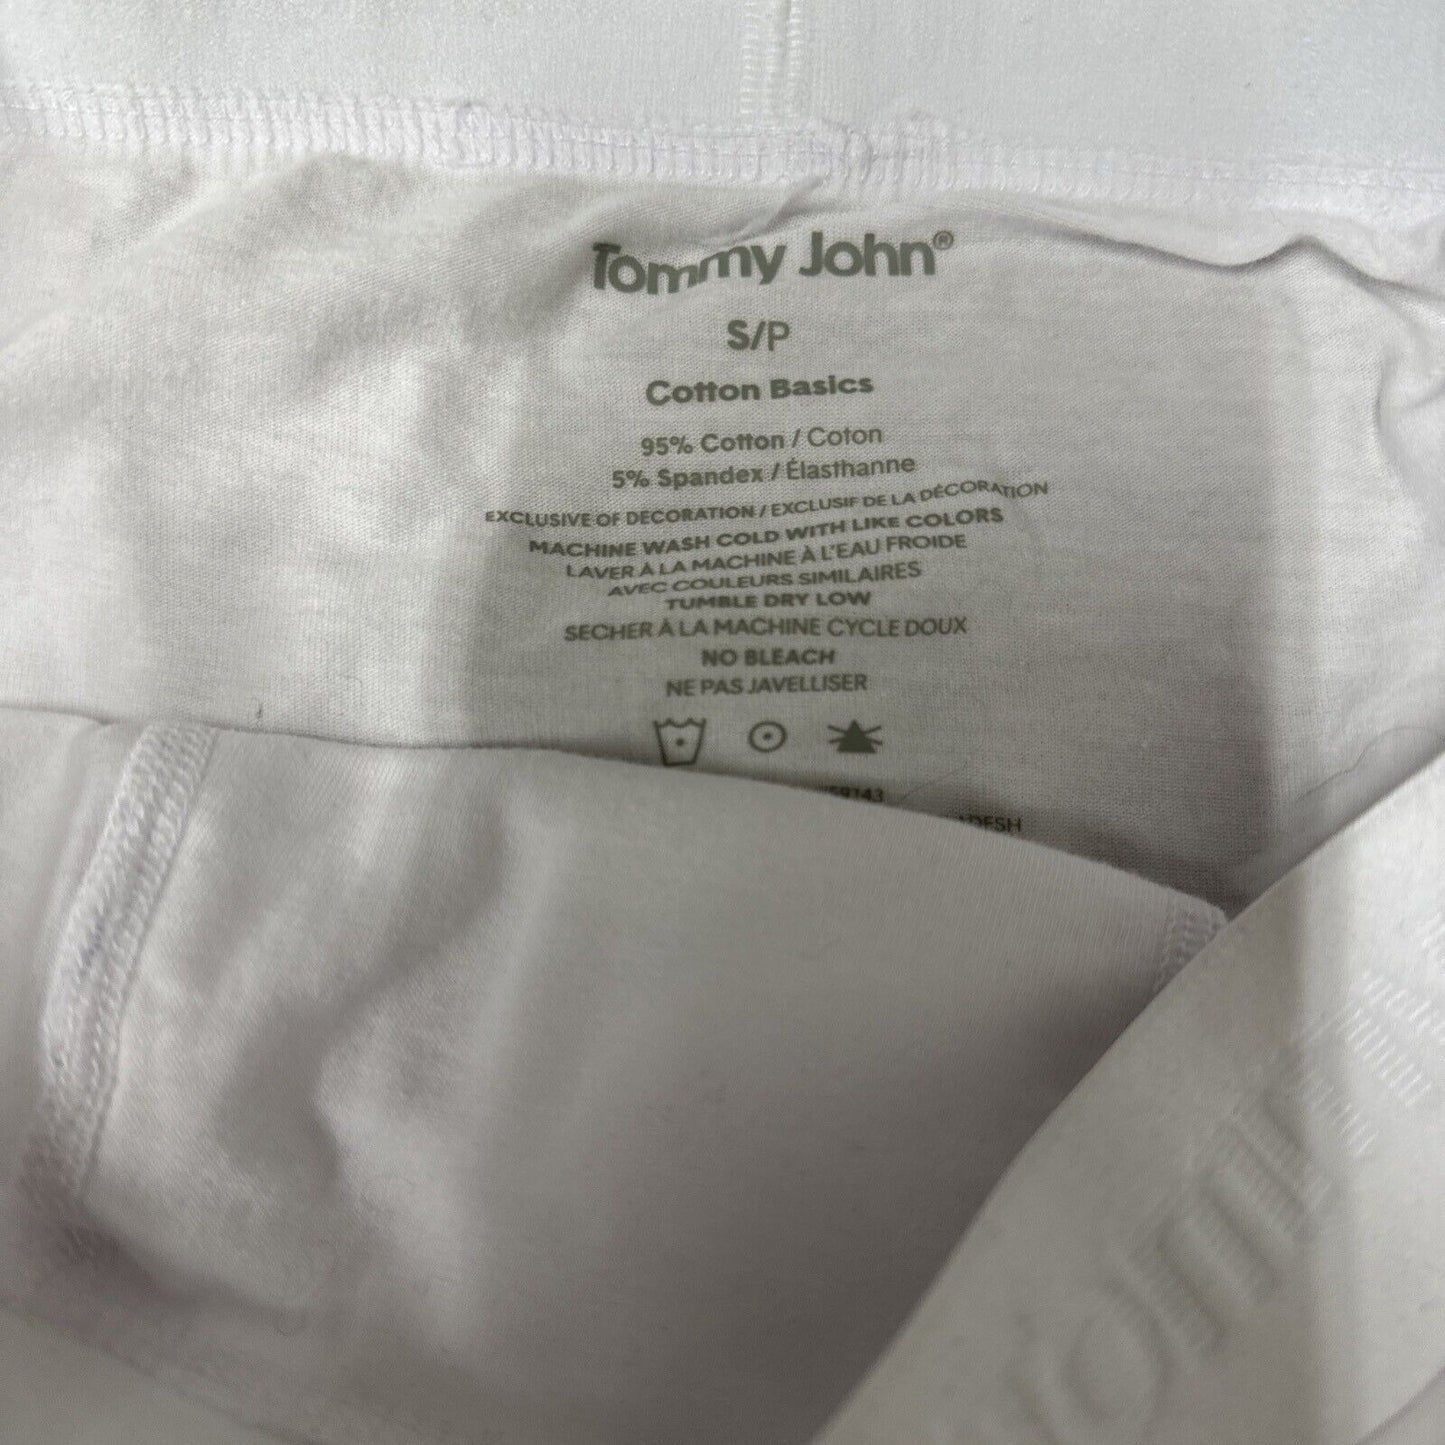 Tommy John®
S/P
Cotton Basics
95% Cotton / Coton
5% Spandex / Élasthanne
EXCLUSIVE OF DECORATION / EXCLUSIF DE LA DÉCORATION
MACHINE WASH COLD WITH LIKE COLORS
LAVER À LA MACHINE À L'EAU FROIDE
AVEC COULEURS SIMILAIRES
TUMBLE DRY LOW
SECHER À LA MACHINE CYCLE DOUX
NO BLEACH
NE PAS JAVELLISER
59143